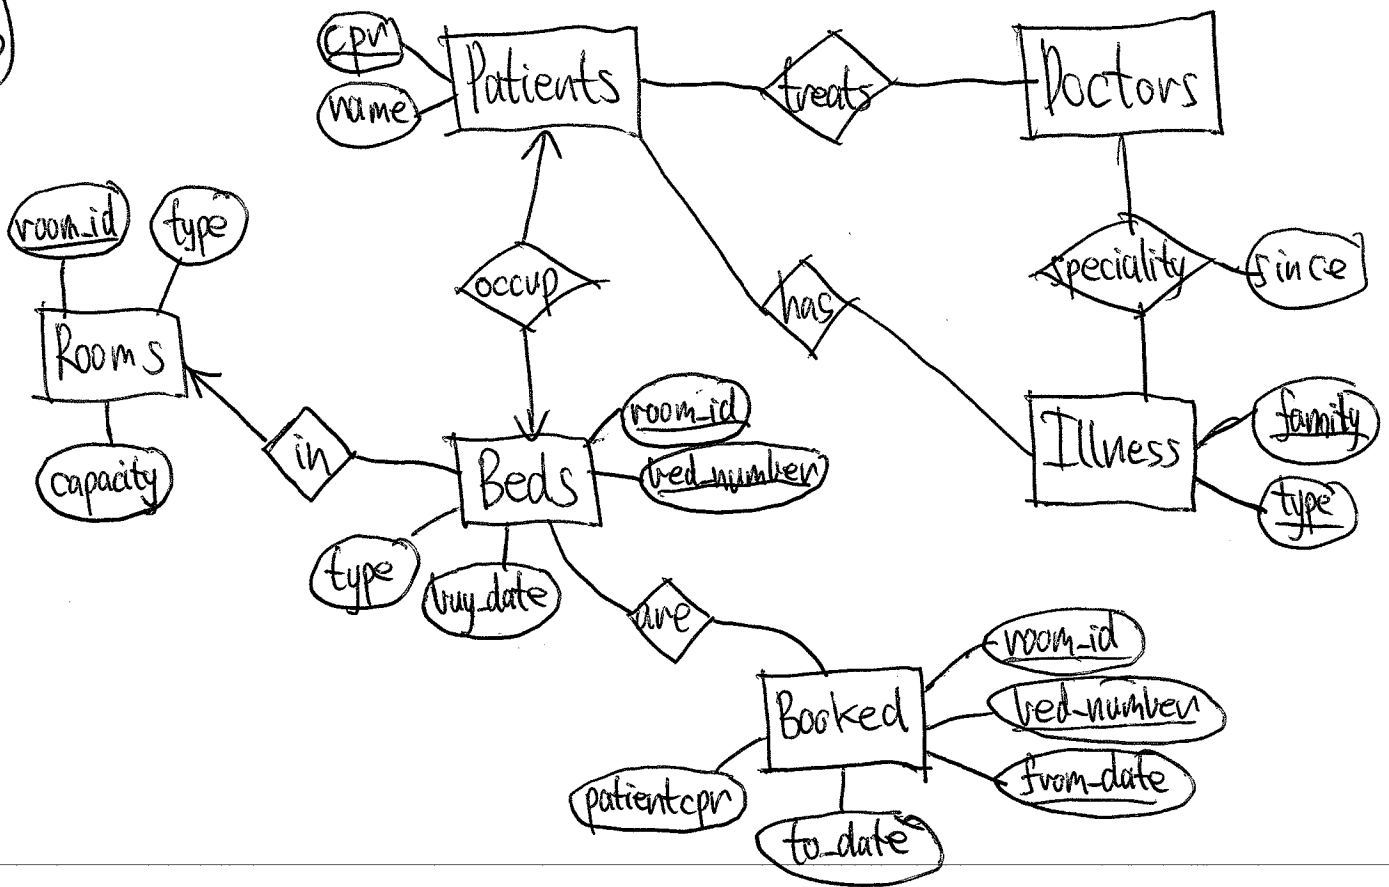 cpr
Patients
treats
Doctors
name
room_id
type
occup
has
speciality
since
Rooms
in
Beds
room_id
bed_number
Illness
family
type
capacity
type
buy_date
are
room_id
Booked
bed_number
from_date
patientcpr
to_date